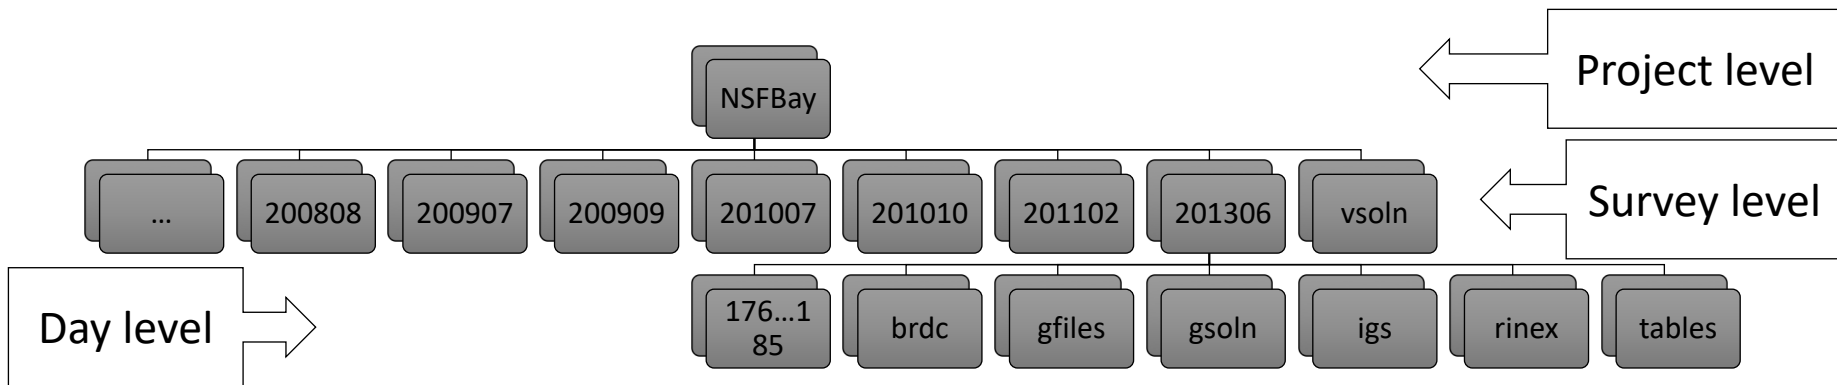 Project level
NSFBay
Survey level
...
200808
200907
200909
201007
201010
201102
201306
vsoln
Day level
176...1
85
brdc
gfiles
gsoln
igs
rinex
tables